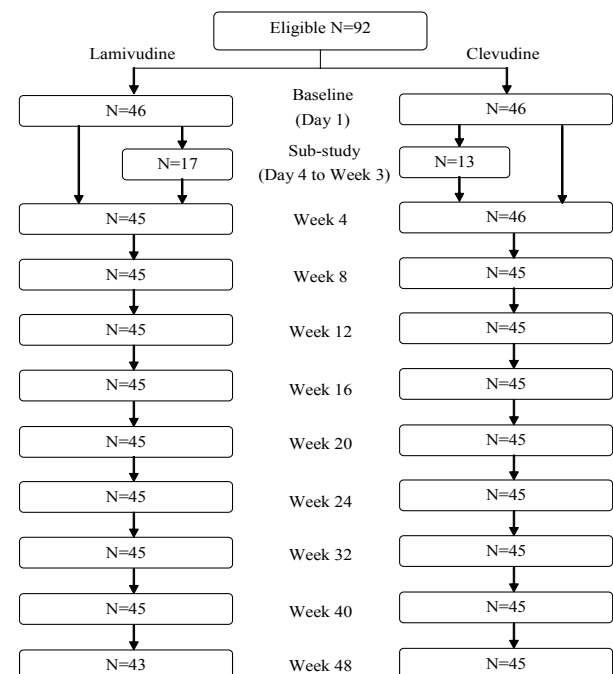 Eligible N=92
Lamivudine
Clevudine
N=46
Baseline
(Day 1)
N=46
N=17
Sub-study
(Day 4 to Week 3)
N=13
N=45
Week 4
N=46
N=45
Week 8
N=45
N=45
Week 12
N=45
N=45
Week 16
N=45
N=45
Week 20
N=45
N=45
Week 24
N=45
N=45
Week 32
N=45
N=45
Week 40
N=45
N=43
Week 48
N=45